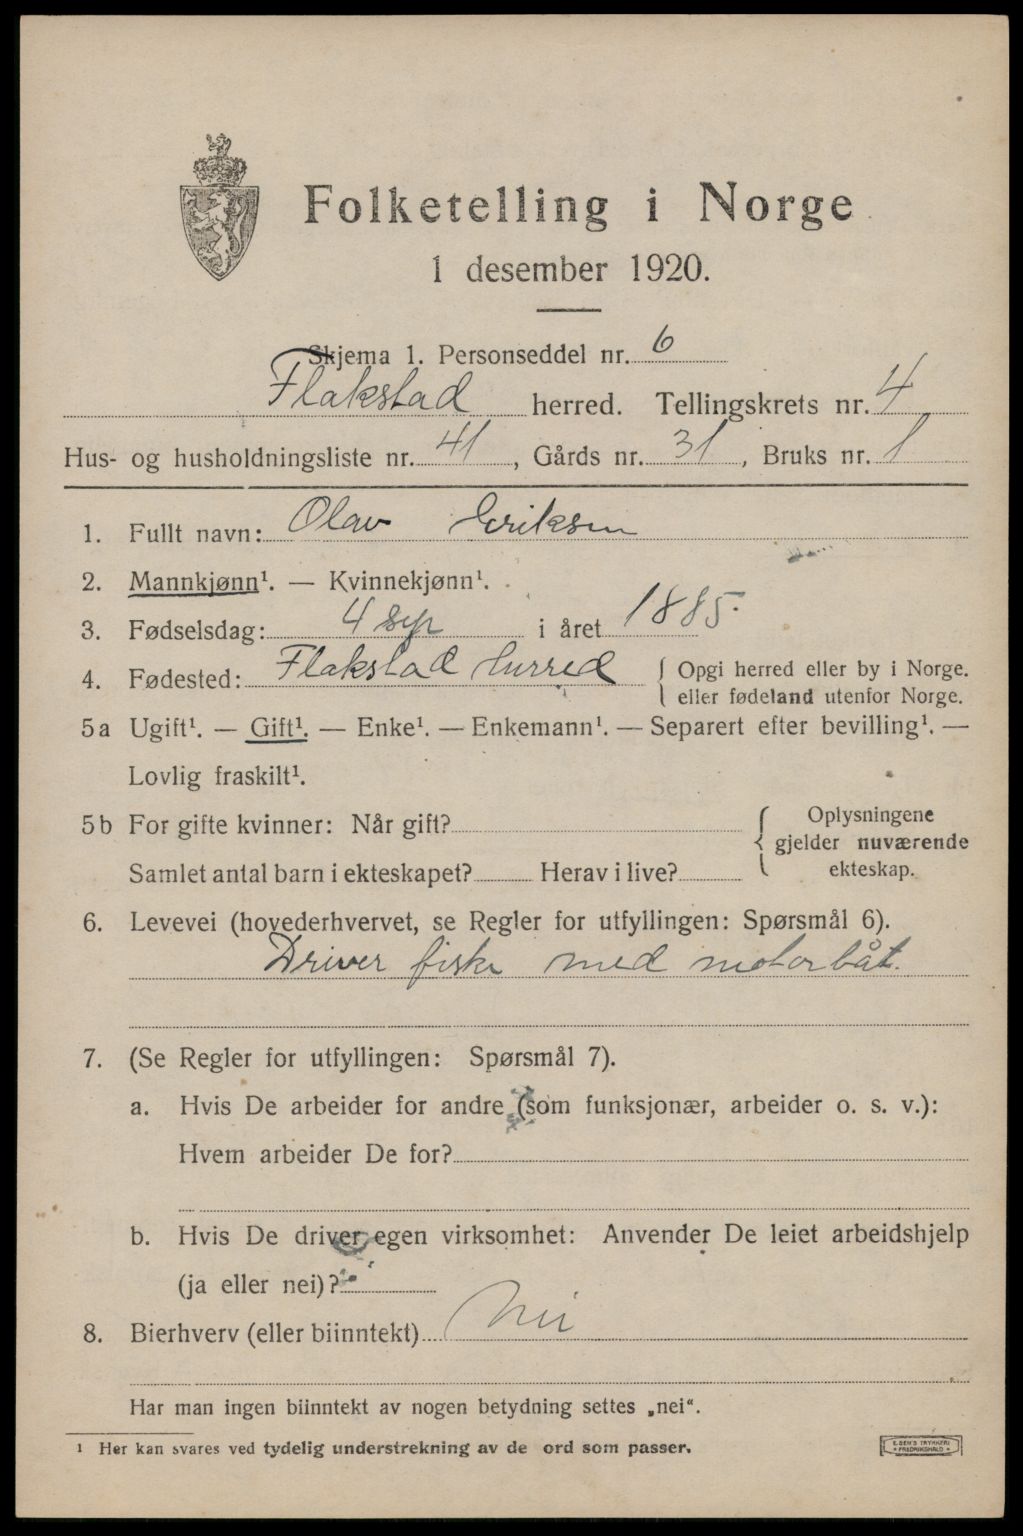 Folketelling i Norge
1 desember 1920.
Skjema 1. Personseddel nr. 6
Flakstad herred. Tellingskrets nr. 4
Hus- og husholdningsliste nr. 41, Gårds nr. 31, Bruks nr. 1
1. Fullt navn: Olav Eriksen
2. Mannkjønn¹. — Kvinnekjønn¹.
3. Fødselsdag: 4 sep i året 1885.
4. Fødested: Flakstad herred { Opgi herred eller by i Norge.
eller fødeland utenfor Norge.
5a Ugift¹. — Gift¹. — Enke¹. — Enkemann¹. — Separert efter bevilling¹. —
Lovlig fraskilt¹.
5b For gifte kvinner: Når gift? { Oplysningene
gjelder nuværende
Samlet antal barn i ekteskapet? Herav i live? ekteskap.
6. Levevei (hovederhvervet, se Regler for utfyllingen: Spørsmål 6).
Driver fiske med motorbåt.
7. (Se Regler for utfyllingen: Spørsmål 7).
a. Hvis De arbeider for andre (som funksjonær, arbeider o. s. v.):
Hvem arbeider De for?
b. Hvis De driver egen virksomhet: Anvender De leiet arbeidshjelp
(ja eller nei)?
8. Bierhverv (eller biinntekt) Nei
Har man ingen biinntekt av nogen betydning settes „nei“.
¹ Her kan svares ved tydelig understrekning av de ord som passer.
E. SEM'S TRYKKERI
FREDRIKSHALD